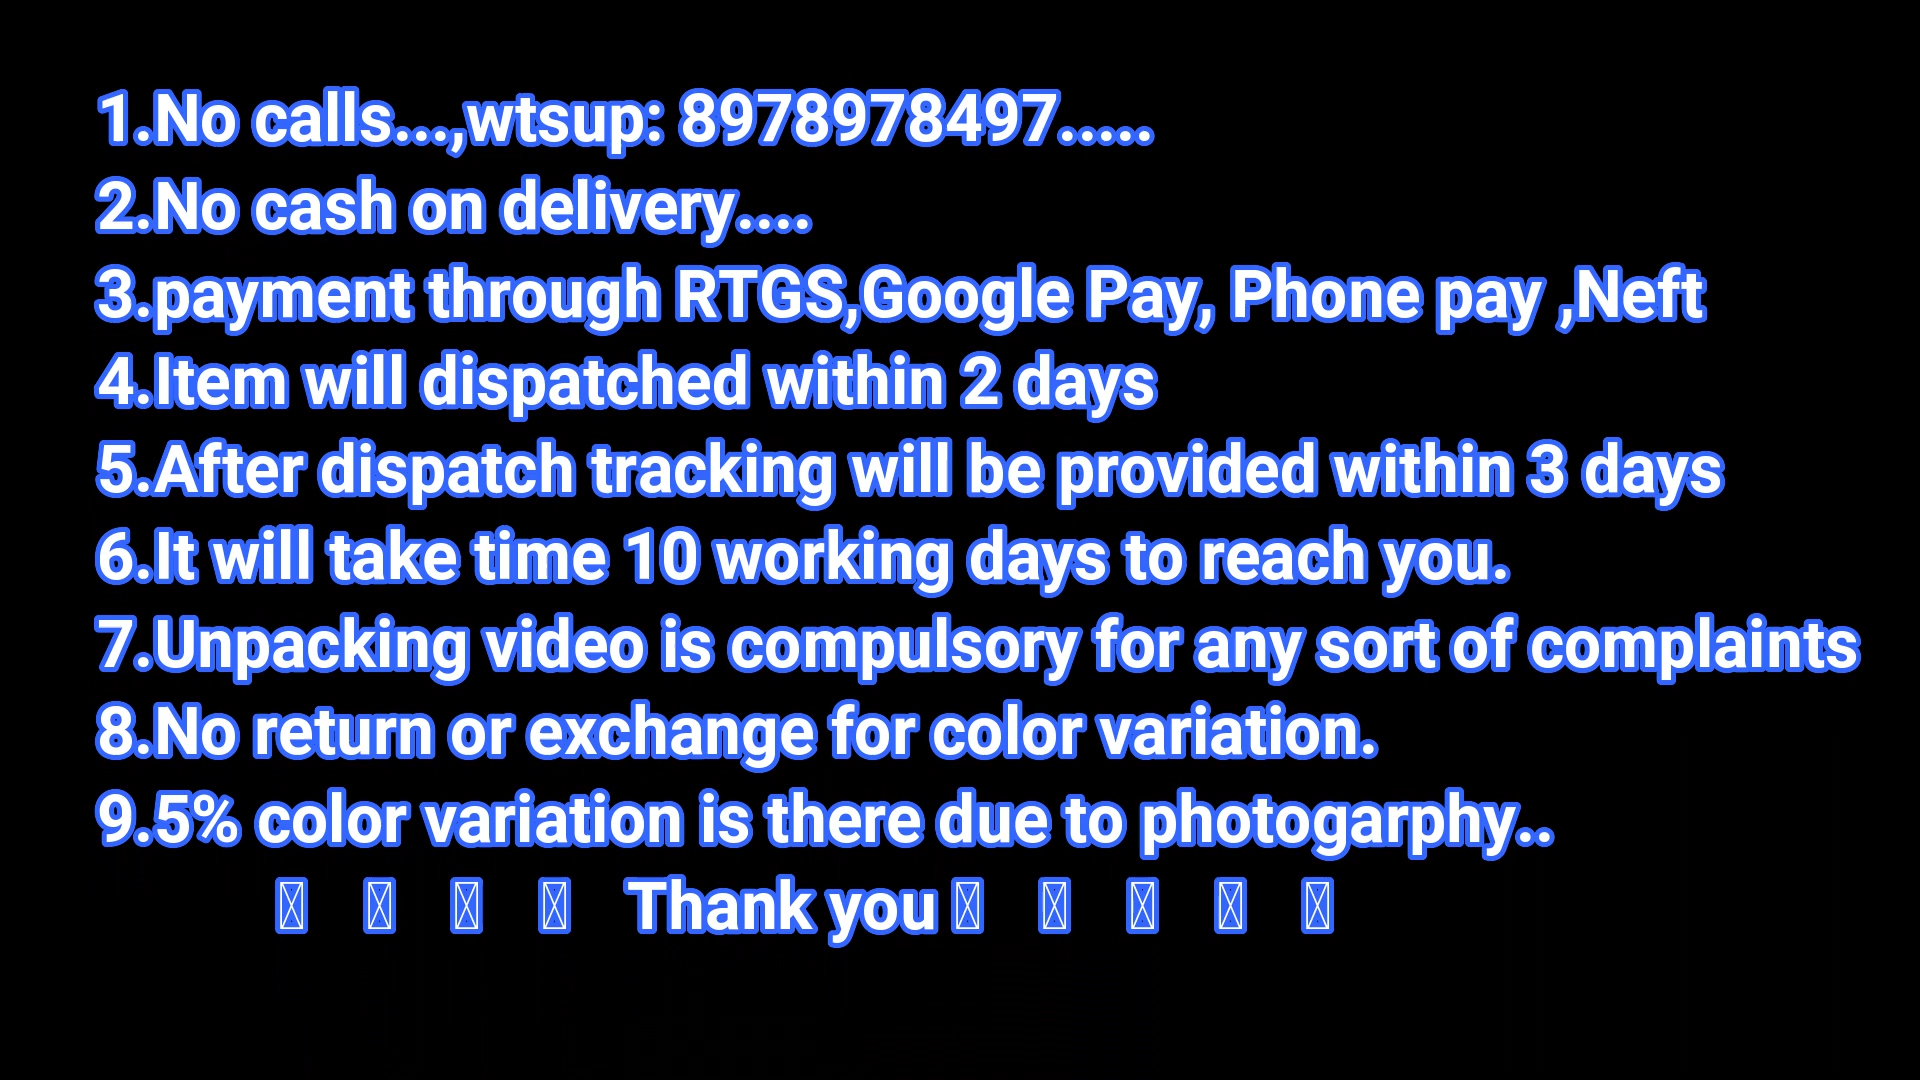 1.No calls...,wtsup: 8978978497.....
2.No cash on delivery....
3.payment through RTGS,Google Pay, Phone pay ,Neft
4.Item will dispatched within 2 days
5.After dispatch tracking will be provided within 3 days
6.It will take time 10 working days to reach you.
7.Unpacking video is compulsory for any sort of complaints
8.No return or exchange for color variation.
9.5% color variation is there due to photogarphy..
Thank you